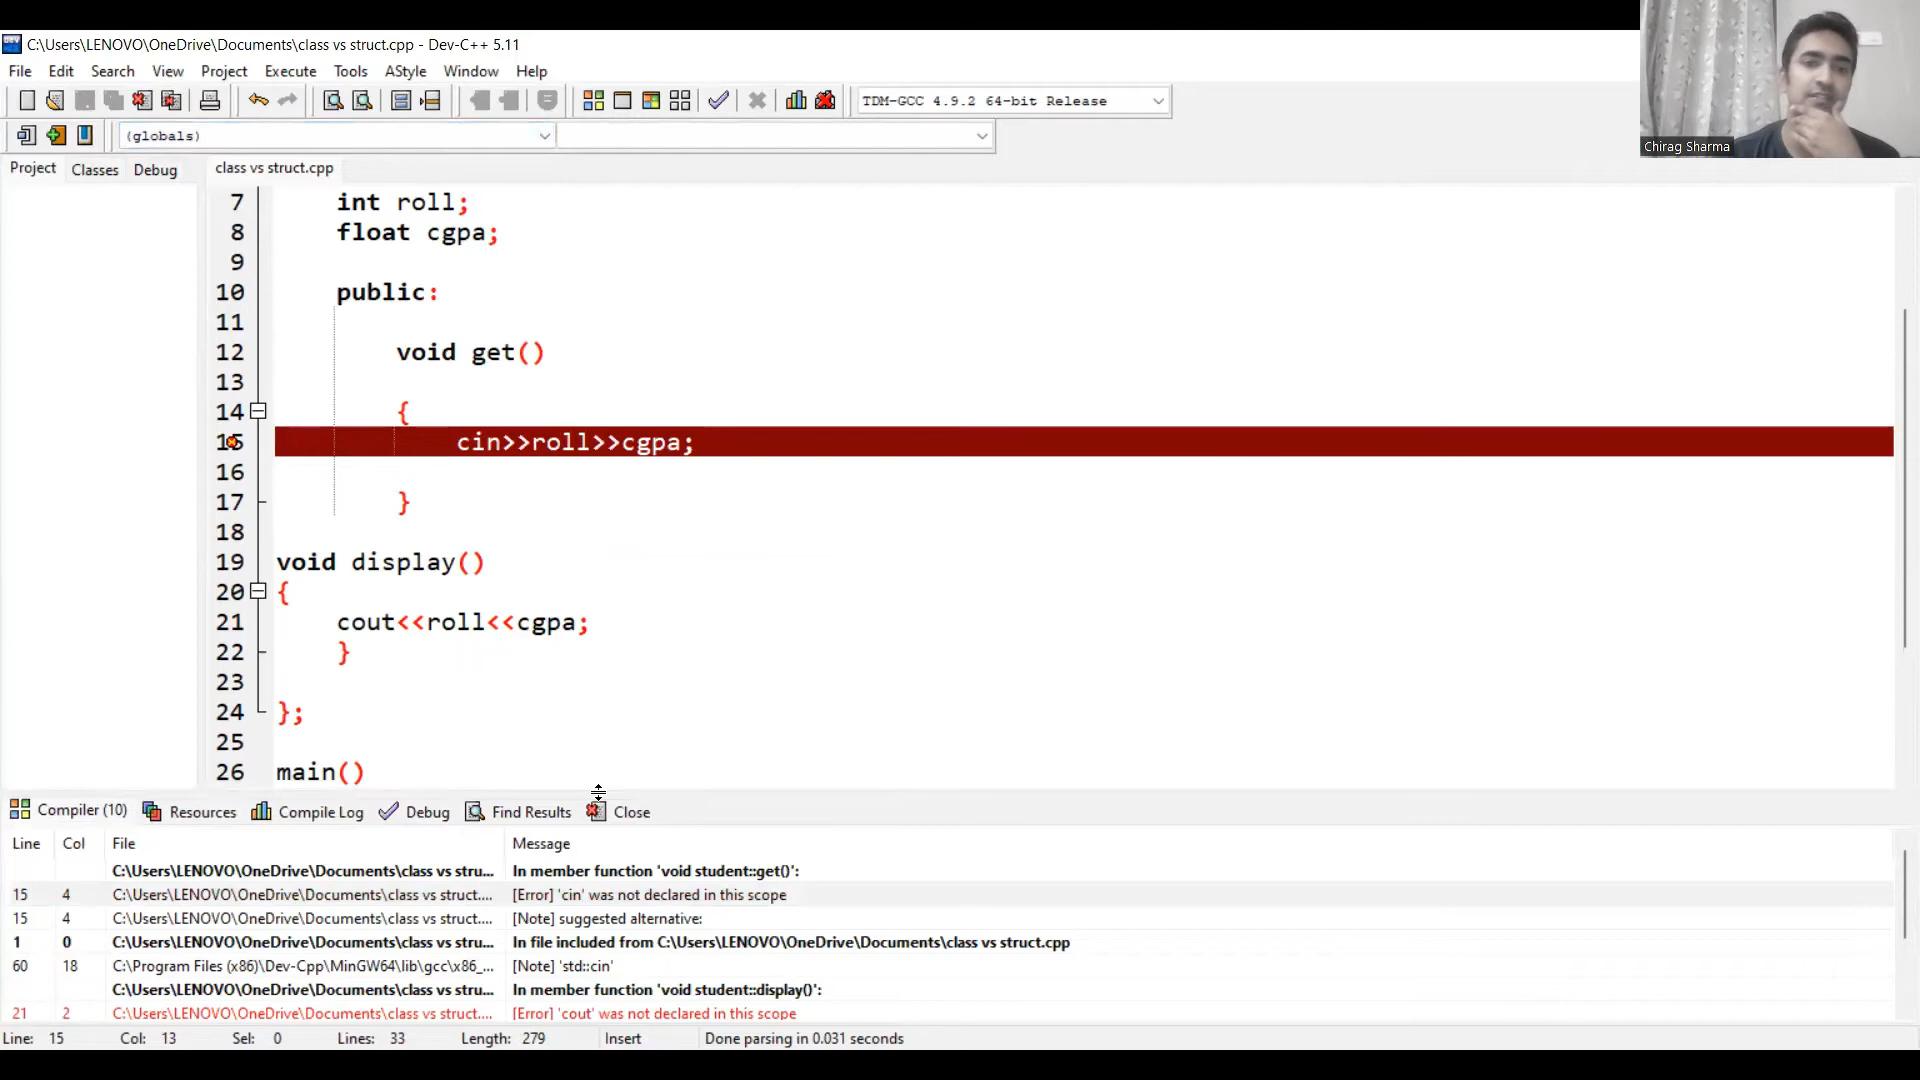 C:\Users\LENOVO\OneDrive\Documents\class vs struct.cpp - Dev-C++ 5.11
File Edit Search View Project Execute Tools AStyle Window Help
TDM-GCC 4.9.2 64-bit Release
(globals)
Chirag Sharma
Project Classes Debug class vs struct.cpp
7 int roll;
8 float cgpa;
9
10 public:
11
12 void get()
13
14 {
15 cin>>roll>>cgpa;
16
17 }
18
19 void display()
20 {
21 cout<<roll<<cgpa;
22 }
23
24 };
25
26 main()
Compiler (10) Resources Compile Log Debug Find Results Close
Line Col File Message
C:\Users\LENOVO\OneDrive\Documents\class vs stru... In member function 'void student::get()':
15 4 C:\Users\LENOVO\OneDrive\Documents\class vs struct.... [Error] 'cin' was not declared in this scope
15 4 C:\Users\LENOVO\OneDrive\Documents\class vs struct.... [Note] suggested alternative:
1 0 C:\Users\LENOVO\OneDrive\Documents\class vs stru... In file included from C:\Users\LENOVO\OneDrive\Documents\class vs struct.cpp
60 18 C:\Program Files (x86)\Dev-Cpp\MinGW64\lib\gcc\x86_... [Note] 'std::cin'
C:\Users\LENOVO\OneDrive\Documents\class vs stru... In member function 'void student::display()':
21 2 C:\Users\LENOVO\OneDrive\Documents\class vs struct.... [Error] 'cout' was not declared in this scope
Line: 15 Col: 13 Sel: 0 Lines: 33 Length: 279 Insert Done parsing in 0.031 seconds